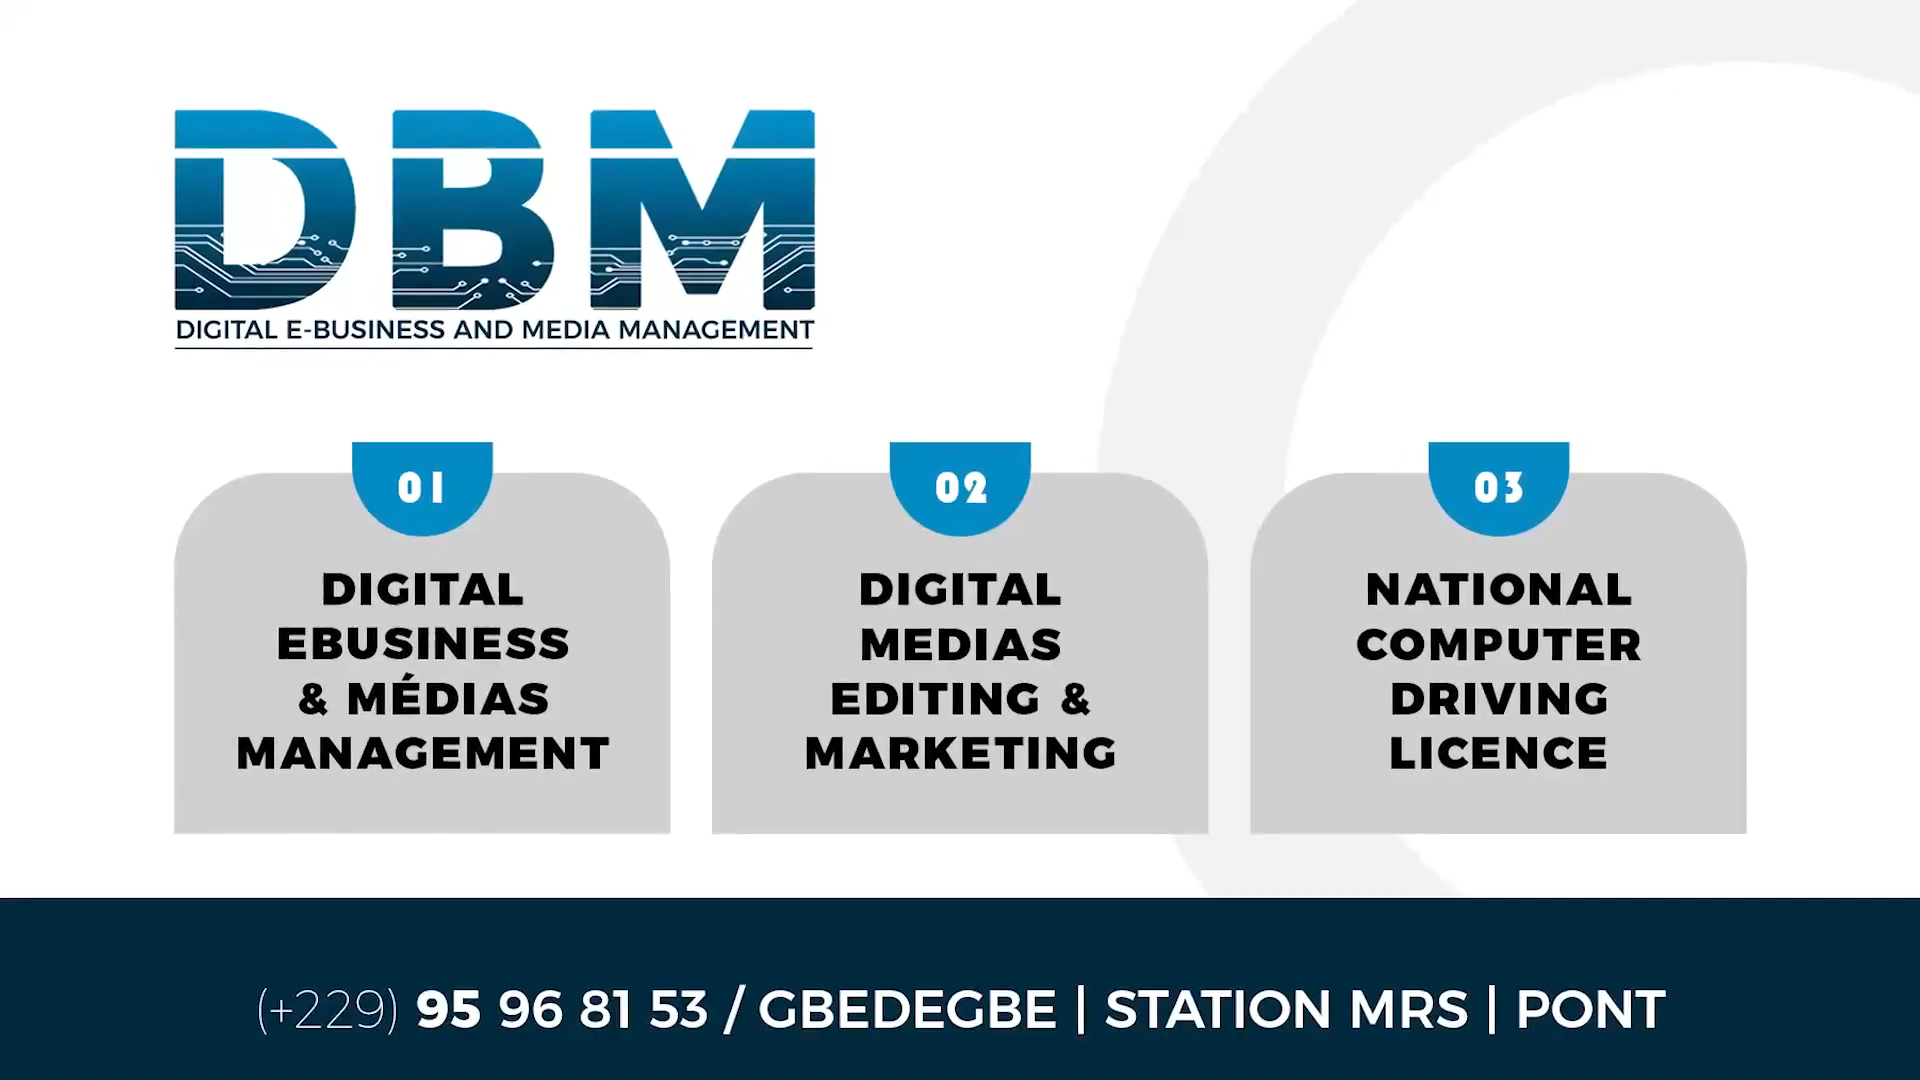 DBM
DIGITAL E-BUSINESS AND MEDIA MANAGEMENT
01
DIGITAL
EBUSINESS
& MÉDIAS
MANAGEMENT
02
DIGITAL
MEDIAS
EDITING &
MARKETING
03
NATIONAL
COMPUTER
DRIVING
LICENCE
(+229) 95 96 81 53 / GBEDEGBE | STATION MRS | PONT